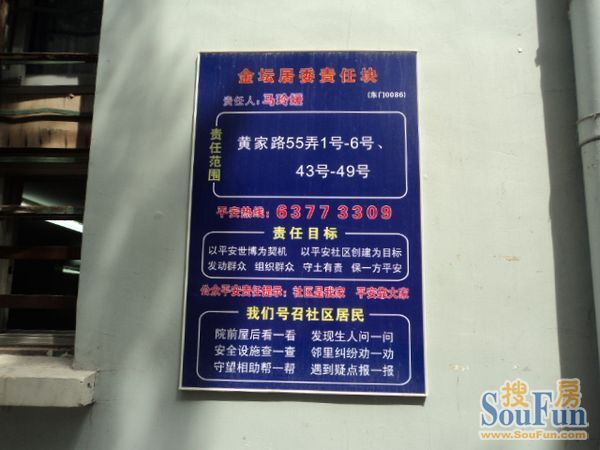 金坛居委责任块
责任人:马玲媛 (东门0086)
责任范围
黄家路55弄1号-6号、
43号-49号
平安热线:6377 3309
责任目标
以平安世博为契机 以平安社区创建为目标
发动群众 组织群众 守土有责 保一方平安
公众平安责任提示:社区是我家 平安靠大家
我们号召社区居民
院前屋后看一看 发现生人问一问
安全设施查一查 邻里纠纷劝一劝
守望相助帮一帮 遇到疑点报一报
搜房
SouFun
www.SouFun.com